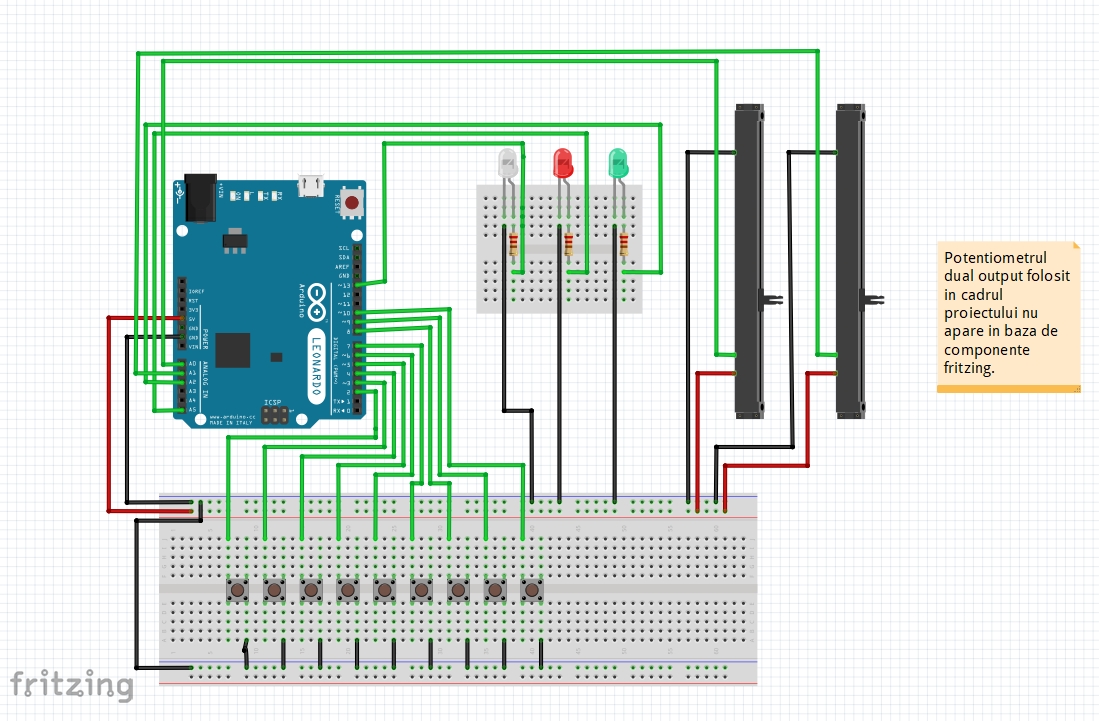 Potentiometrul
dual output folosit
in cadrul
proiectului nu
apare in baza de
componente
fritzing.
+VIN
ON
L
TX
RX
RESET
SCL
SDA
AREF
GND
~13
12
~11
~10
~9
8
7
~6
~5
4
~3
2
TX▸1
RX◂0
DIGITAL (PWM~)
Arduino
LEONARDO
IOREF
RST
3V3
5V
GND
GND
VIN
POWER
A0
A1
A2
A3
A4
A5
ANALOG IN
ICSP
1
www.arduino.cc
MADE IN ITALY
fritzing